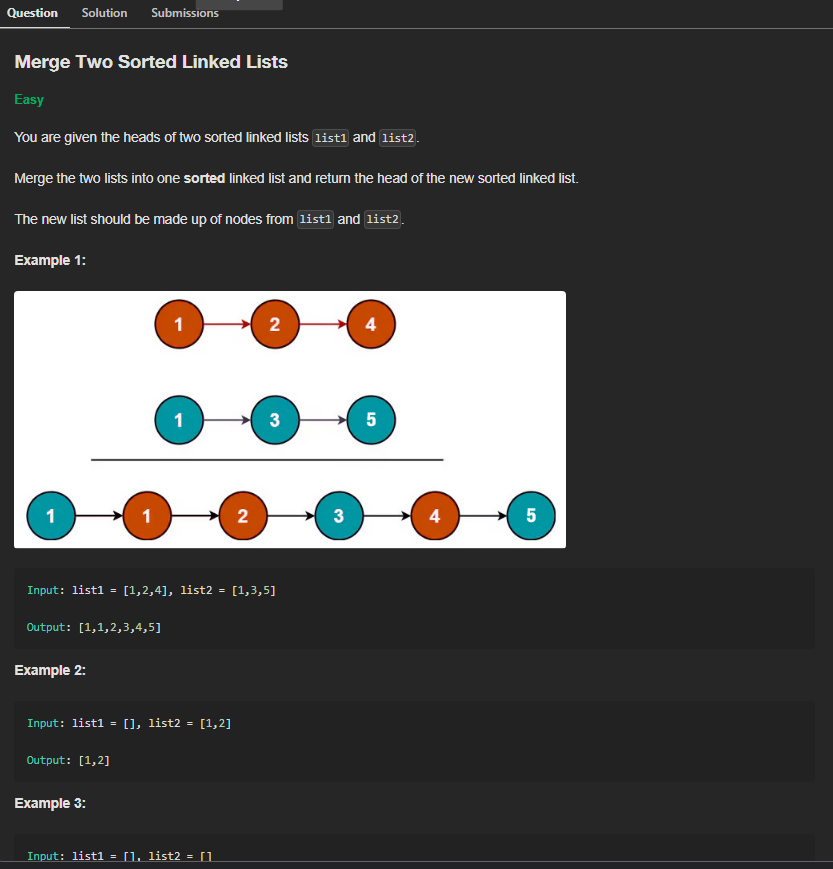 Question Solution Submissions
Merge Two Sorted Linked Lists
Easy
You are given the heads of two sorted linked lists list1 and list2.
Merge the two lists into one sorted linked list and return the head of the new sorted linked list.
The new list should be made up of nodes from list1 and list2.
Example 1:
1 2 4
1 3 5
1 1 2 3 4 5
Input: list1 = [1,2,4], list2 = [1,3,5]
Output: [1,1,2,3,4,5]
Example 2:
Input: list1 = [], list2 = [1,2]
Output: [1,2]
Example 3:
Input: list1 = [], list2 = []